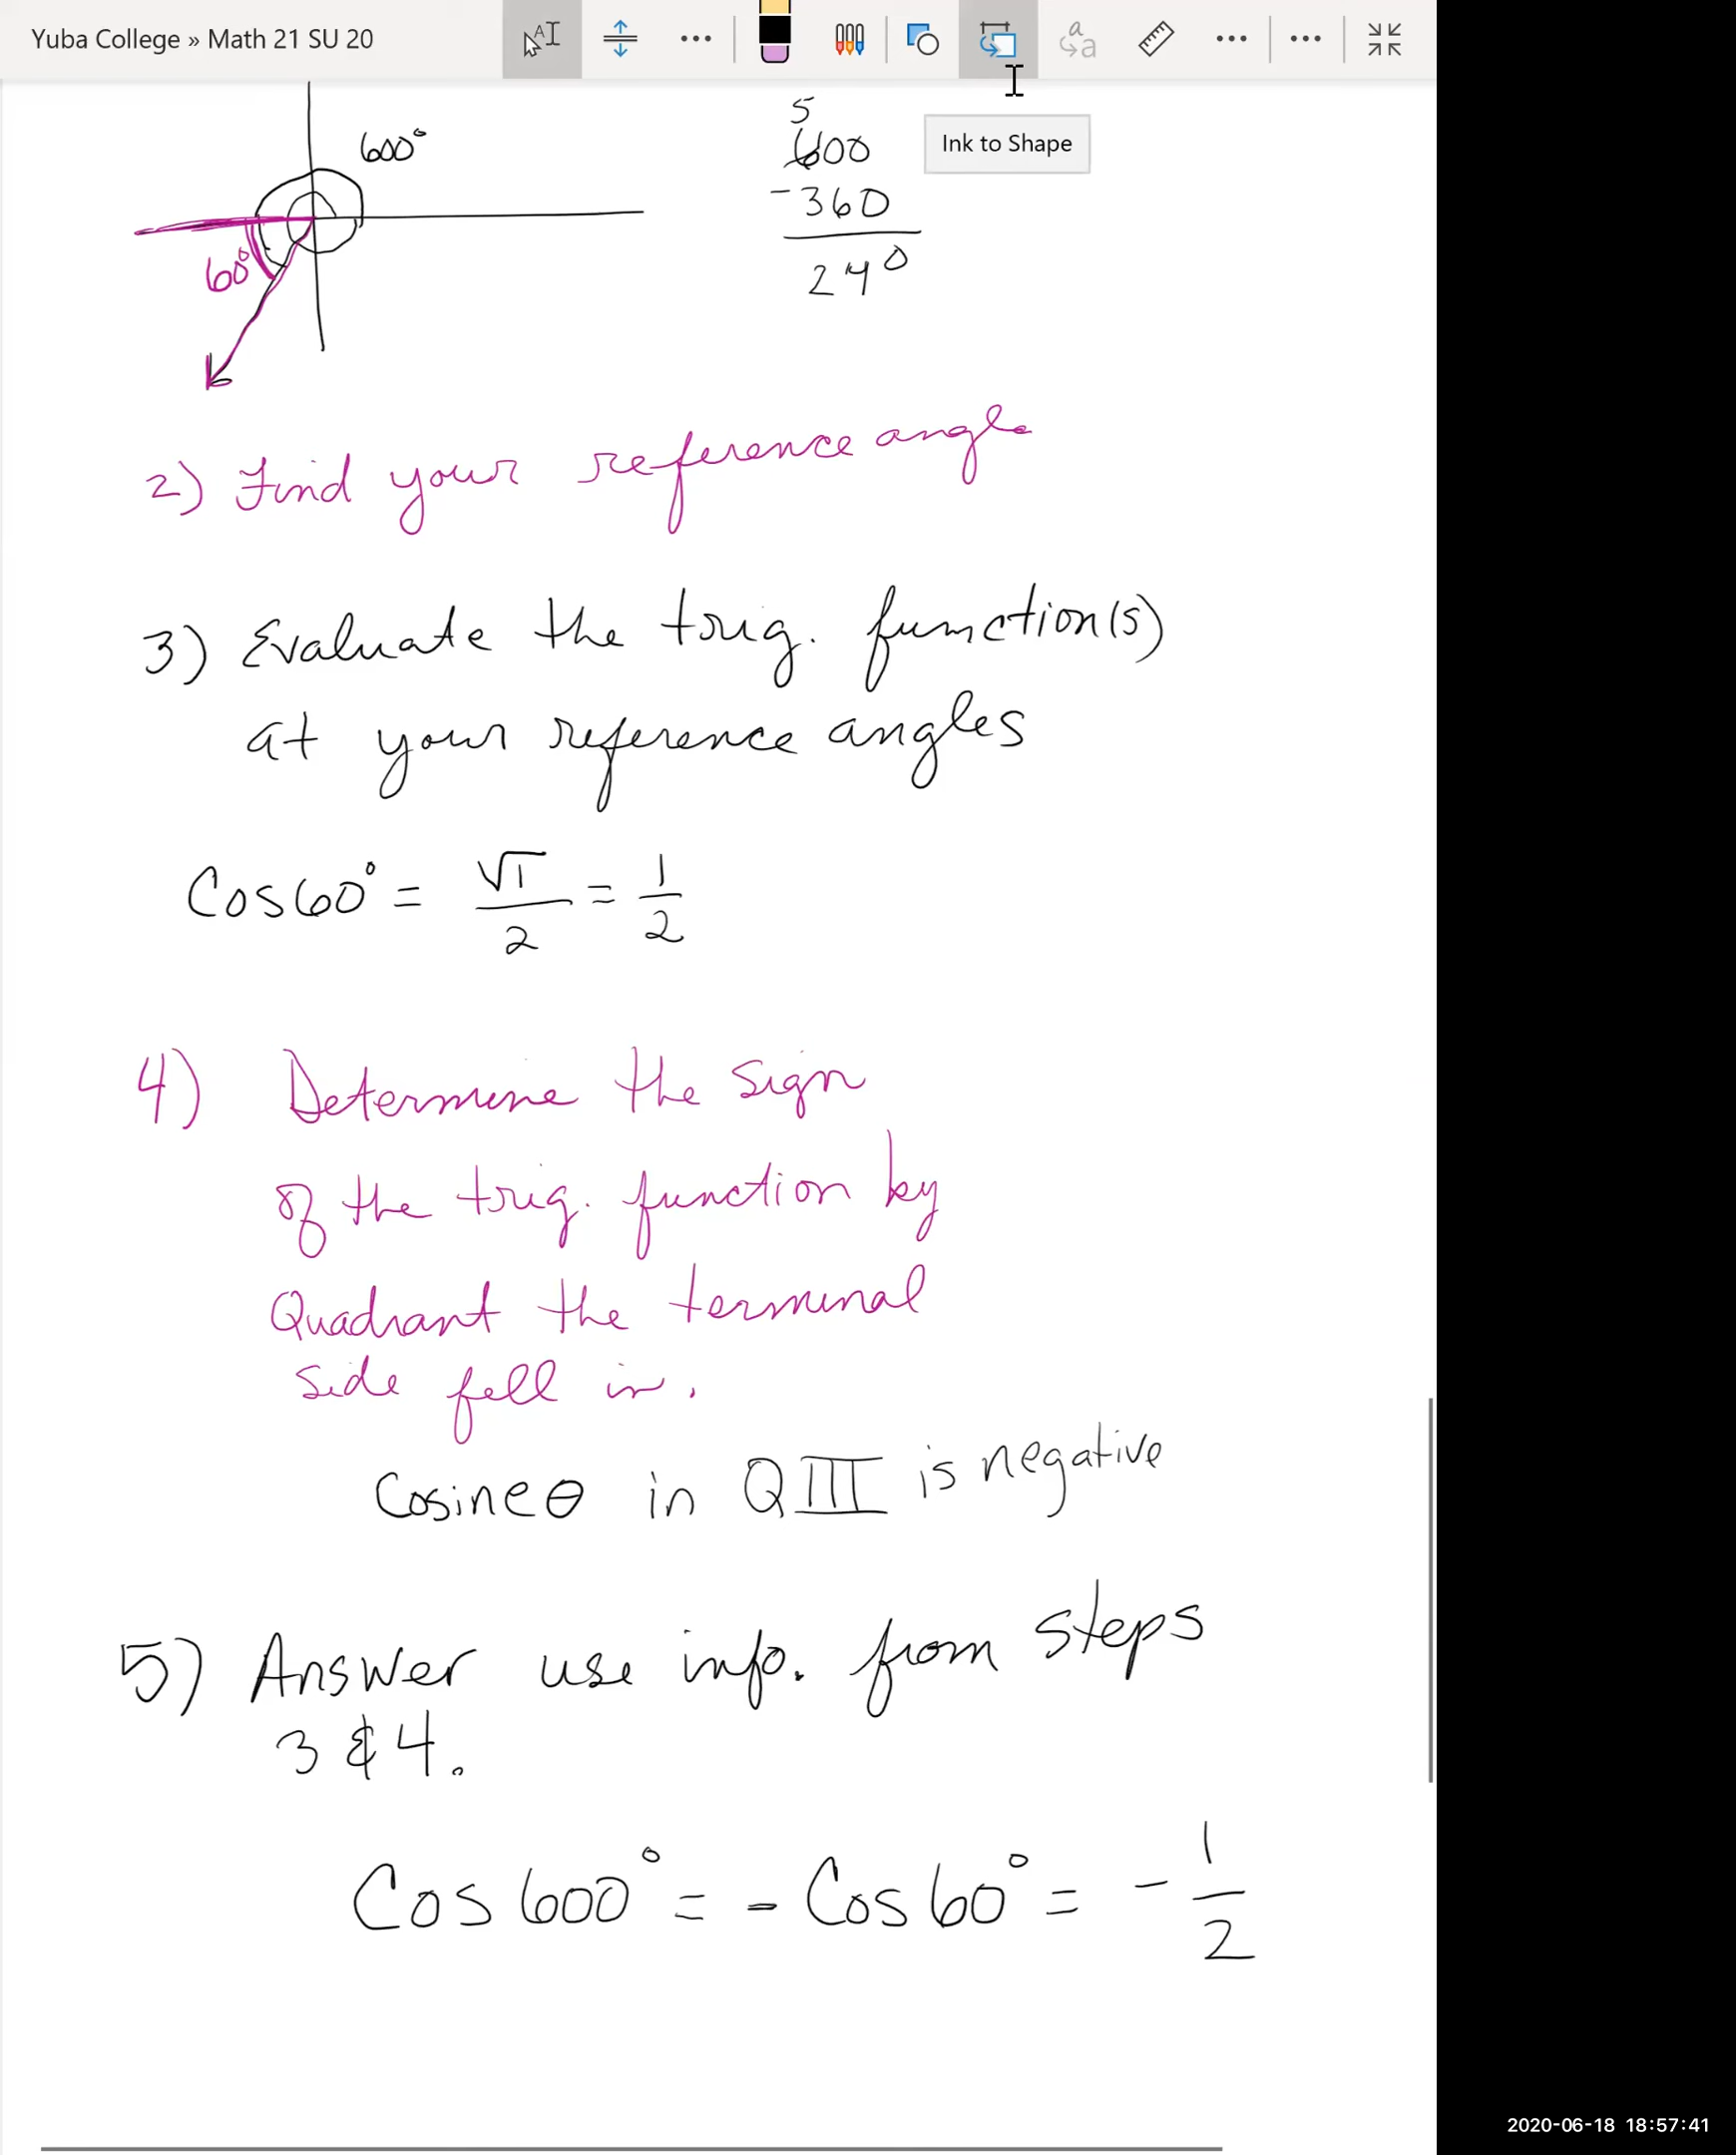 Yuba College » Math 21 SU 20
Ink to Shape
600°
5
600
-360
240
60°
2) Find your reference angle
3) Evaluate the trig. function(s)
at your reference angles
Cos60° = √1/2 = 1/2
4) Determine the sign
of the trig. function by
Quadrant the terminal
side fell in.
Cosine θ in QIII is negative
5) Answer use info. from steps
3 & 4.
Cos 600° = - Cos 60° = - 1/2
2020-06-18 18:57:41